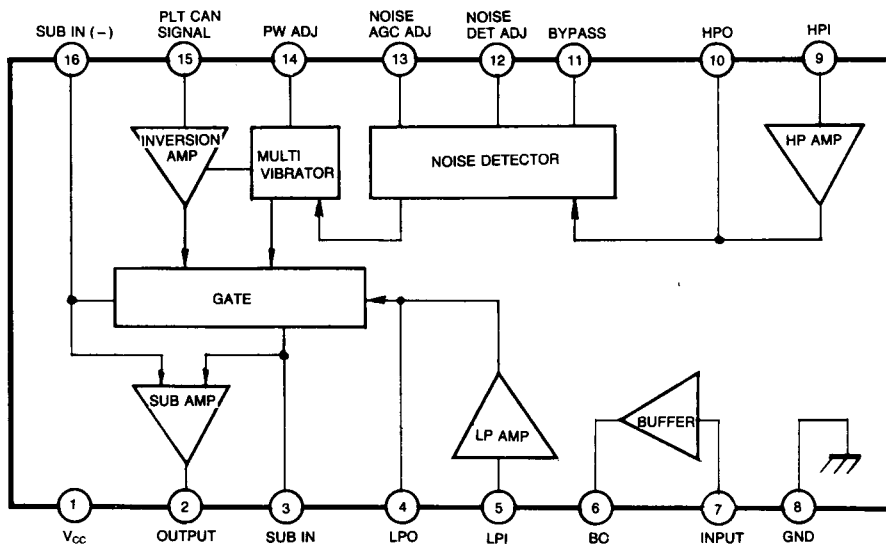 SUB IN (–)
PLT CAN
SIGNAL
PW ADJ
NOISE
AGC ADJ
NOISE
DET ADJ
BYPASS
HPO
HPI
16
15
14
13
12
11
10
9
INVERSION
AMP
MULTI
VIBRATOR
NOISE DETECTOR
HP AMP
GATE
SUB AMP
LP AMP
BUFFER
1
2
3
4
5
6
7
8
VCC
OUTPUT
SUB IN
LPO
LPI
BO
INPUT
GND